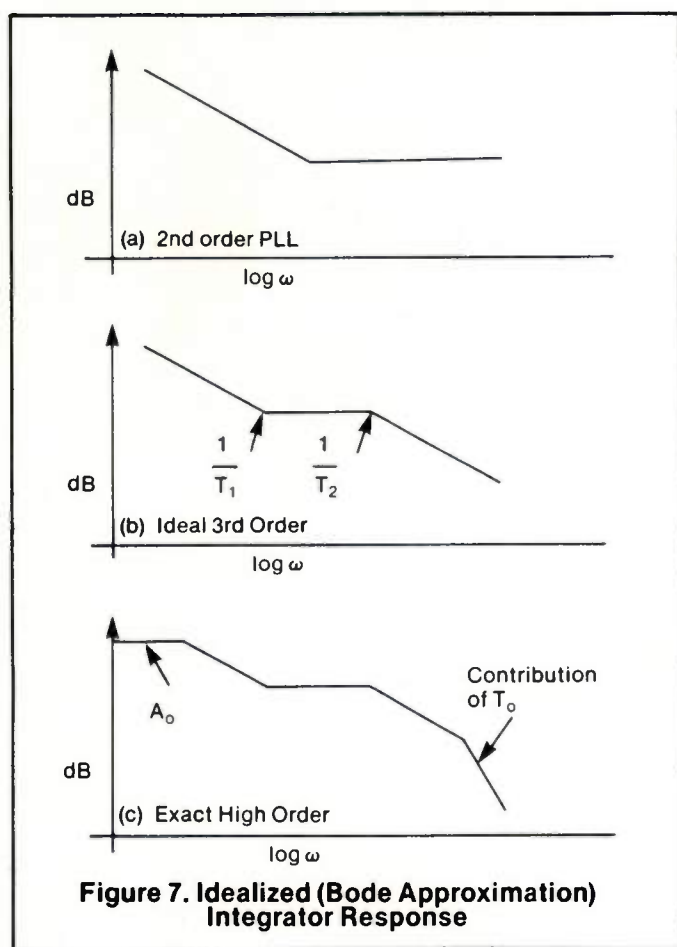 dB
(a) 2nd order PLL
log ω
1
T₁
1
T₂
dB
(b) Ideal 3rd Order
log ω
A₀
Contribution
of T₀
dB
(c) Exact High Order
log ω
Figure 7. Idealized (Bode Approximation)
Integrator Response